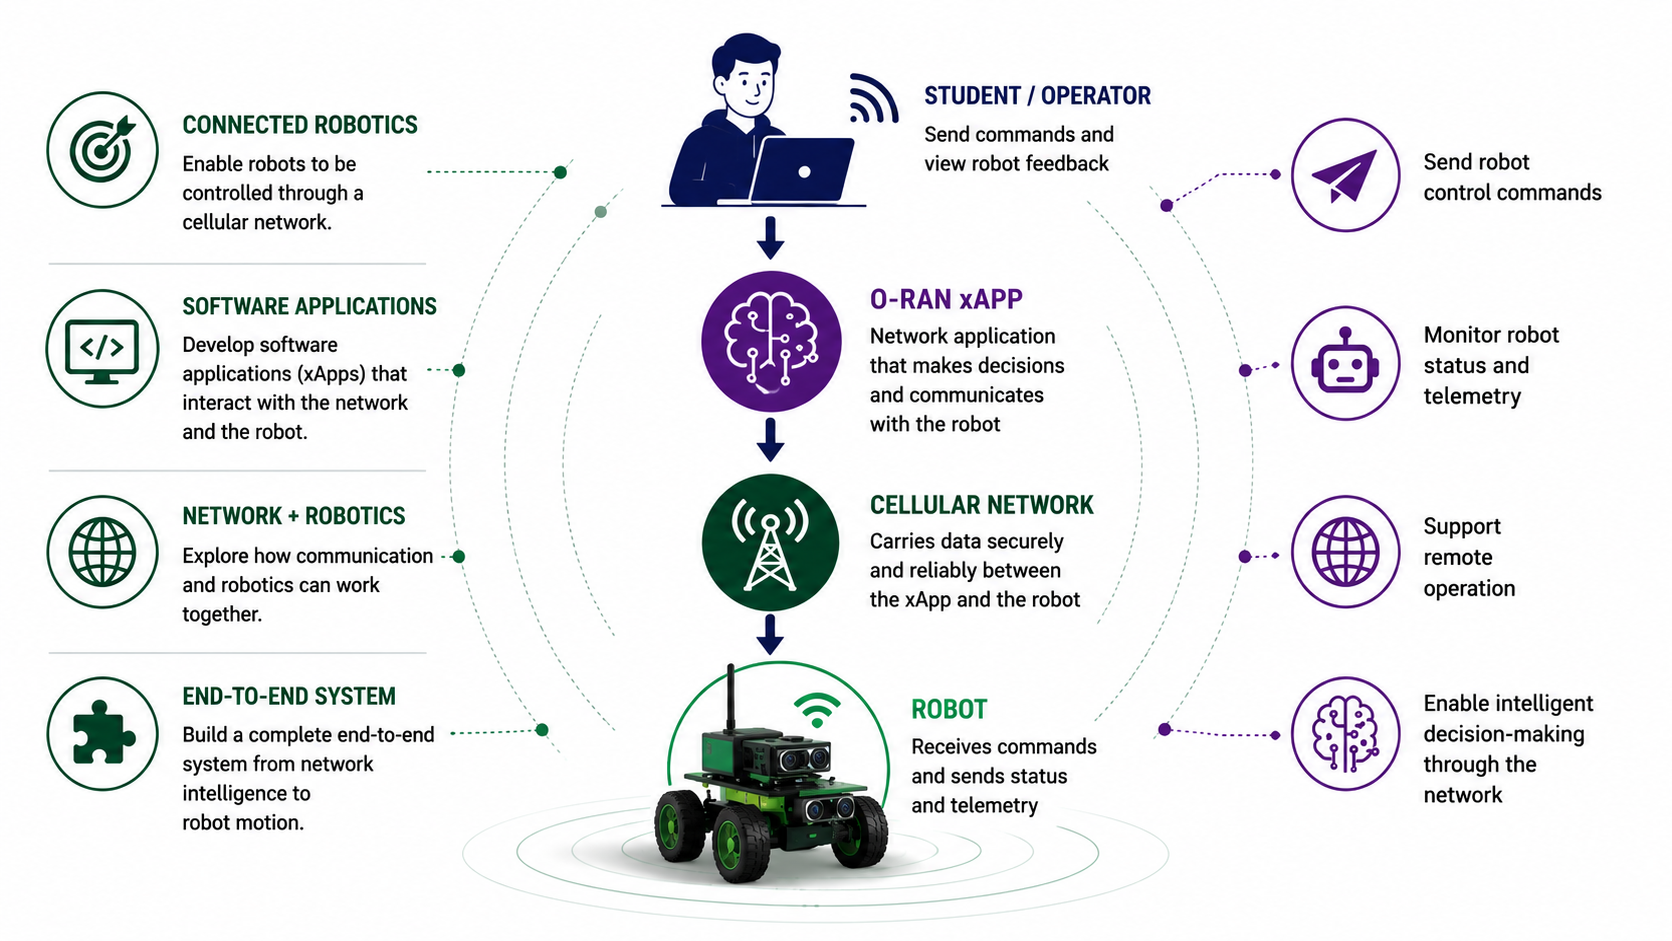 CONNECTED ROBOTICS
Enable robots to be
controlled through a
cellular network.
SOFTWARE APPLICATIONS
Develop software
applications (xApps) that
interact with the network
and the robot.
NETWORK + ROBOTICS
Explore how communication
and robotics can work
together.
END-TO-END SYSTEM
Build a complete end-to-end
system from network
intelligence to
robot motion.
STUDENT / OPERATOR
Send commands and
view robot feedback
O-RAN xAPP
Network application
that makes decisions
and communicates
with the robot
CELLULAR NETWORK
Carries data securely
and reliably between
the xApp and the robot
ROBOT
Receives commands
and sends status
and telemetry
Send robot
control commands
Monitor robot
status and
telemetry
Support
remote
operation
Enable intelligent
decision-making
through the
network